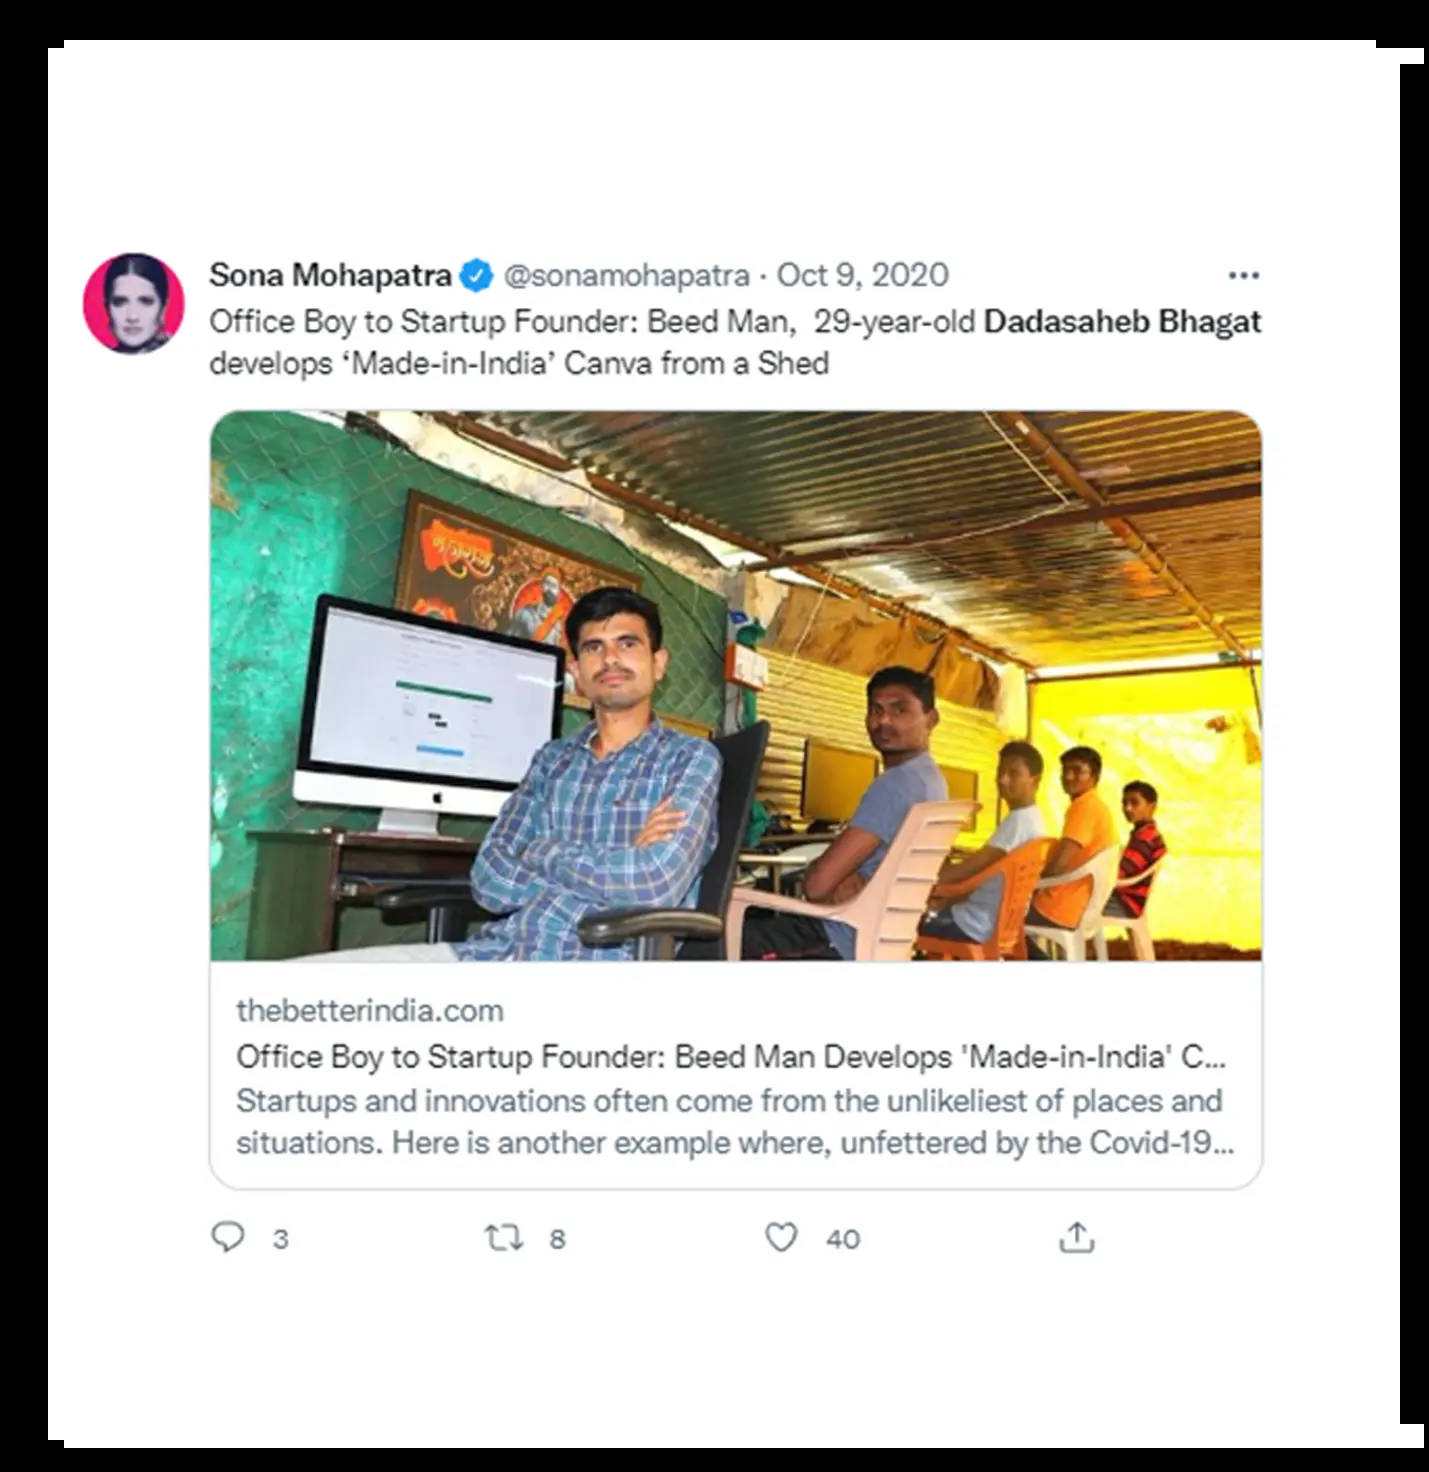 Sona Mohapatra @sonamohapatra · Oct 9, 2020
Office Boy to Startup Founder: Beed Man,  29-year-old Dadasaheb Bhagat
develops ‘Made-in-India’ Canva from a Shed
thebetterindia.com
Office Boy to Startup Founder: Beed Man Develops 'Made-in-India' C...
Startups and innovations often come from the unlikeliest of places and
situations. Here is another example where, unfettered by the Covid-19...
3 8 40